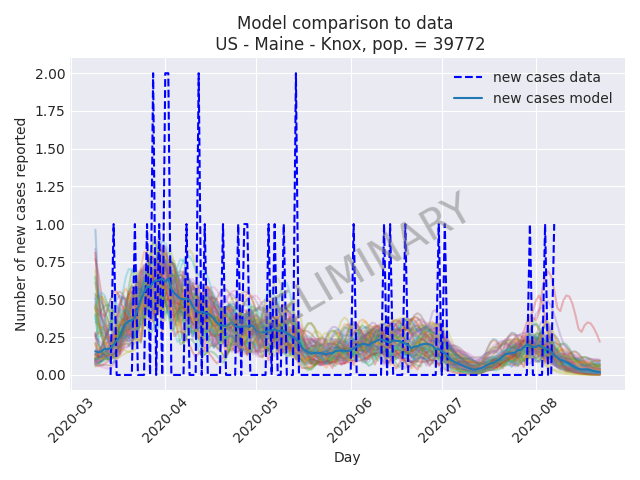 Model comparison to data
US - Maine - Knox, pop. = 39772
new cases data
new cases model
2.00
1.75
1.50
1.25
1.00
0.75
0.50
0.25
0.00
Number of new cases reported
PRELIMINARY
2020-03
2020-04
2020-05
2020-06
2020-07
2020-08
Day